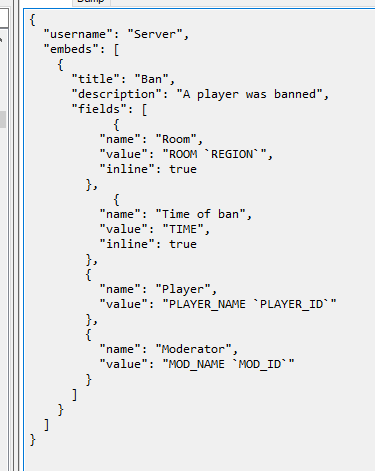 Dump
{
  "username": "Server",
  "embeds": [
    {
      "title": "Ban",
      "description": "A player was banned",
      "fields": [
            {
          "name": "Room",
          "value": "ROOM `REGION`",
          "inline": true
        },
            {
          "name": "Time of ban",
          "value": "TIME",
          "inline": true
        },
        {
          "name": "Player",
          "value": "PLAYER_NAME `PLAYER_ID`"
        },
        {
          "name": "Moderator",
          "value": "MOD_NAME `MOD_ID`"
        }
      ]
    }
  ]
}